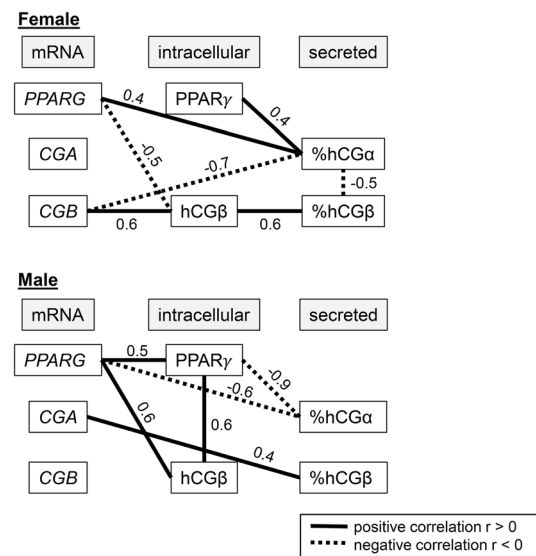 Female
mRNA intracellular secreted
PPARG 0.4 PPARγ 0.4
CGA -0.5 -0.7 %hCGα
-0.5
CGB 0.6 hCGβ 0.6 %hCGβ
Male
mRNA intracellular secreted
PPARG 0.5 PPARγ -0.9
-0.6
CGA 0.6 0.6 %hCGα
0.4
CGB hCGβ %hCGβ
positive correlation r > 0
negative correlation r < 0